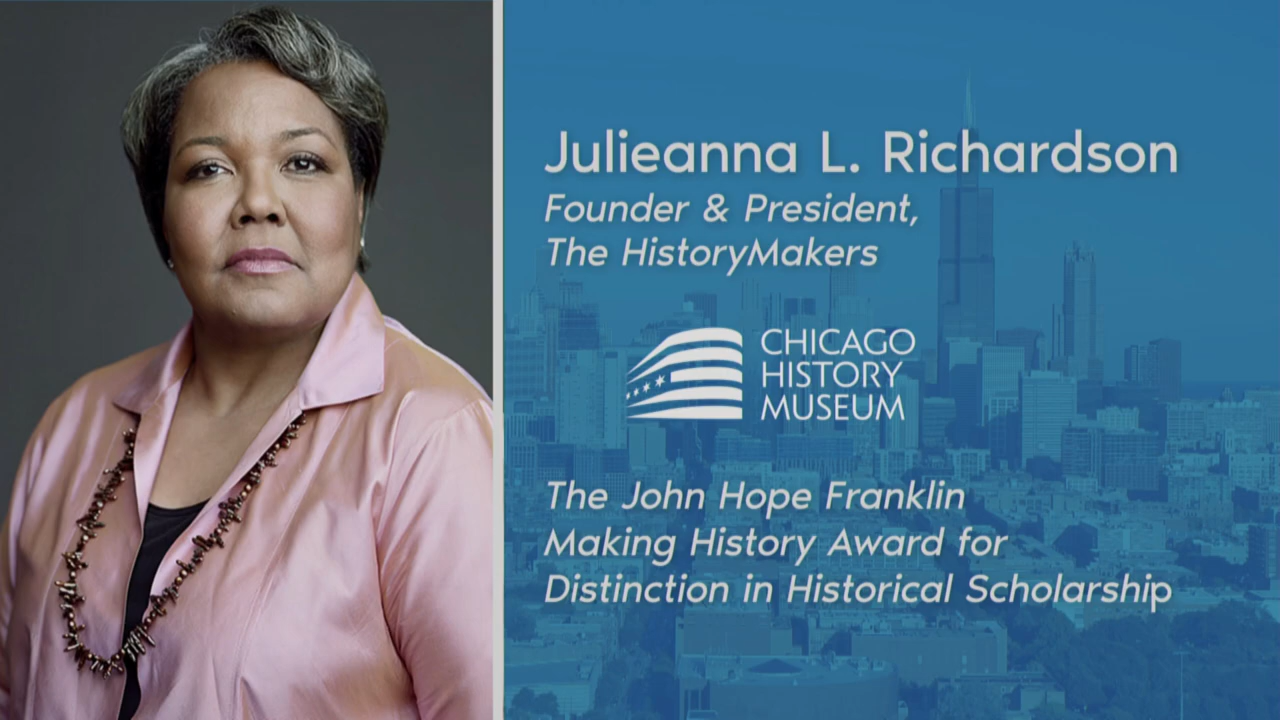 Julieanna L. Richardson
Founder & President,
The HistoryMakers
CHICAGO
HISTORY
MUSEUM
The John Hope Franklin
Making History Award for
Distinction in Historical Scholarship